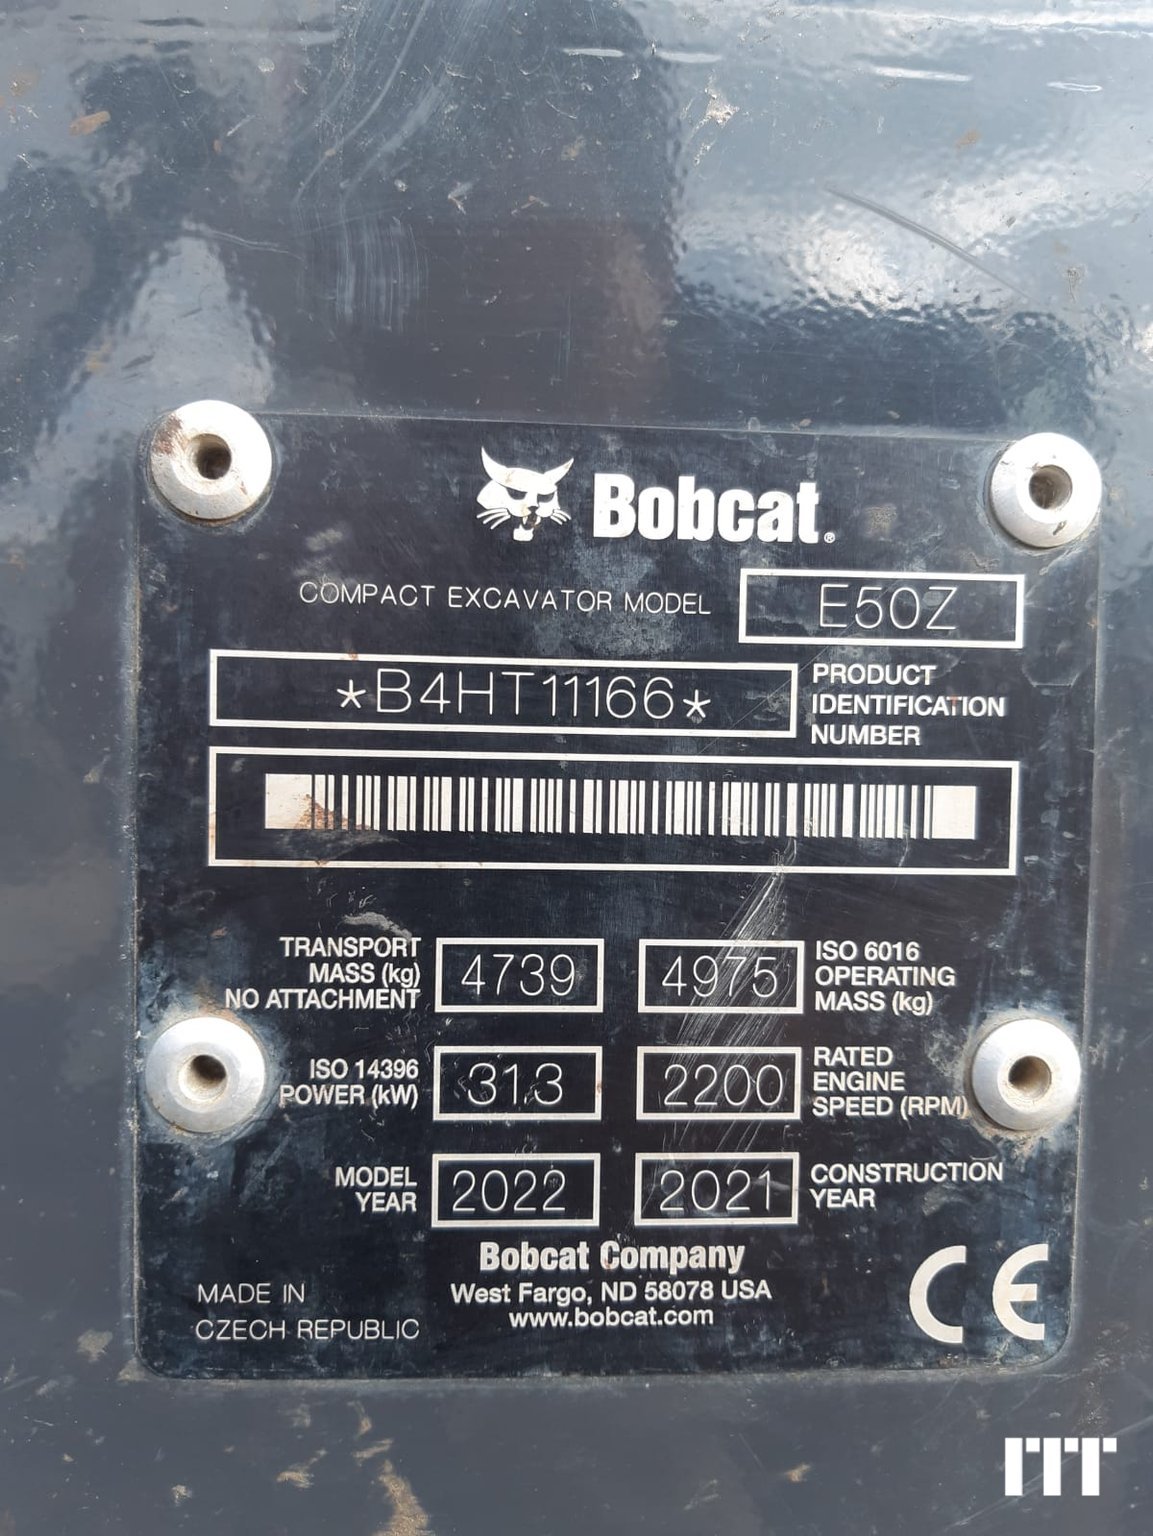 Bobcat®
COMPACT EXCAVATOR MODEL E50Z
*B4HT11166*
PRODUCT
IDENTIFICATION
NUMBER
TRANSPORT
MASS (kg)
NO ATTACHMENT
4739
4975
ISO 6016
OPERATING
MASS (kg)
ISO 14396
POWER (kW)
31.3
2200
RATED
ENGINE
SPEED (RPM)
MODEL
YEAR
2022
2021
CONSTRUCTION
YEAR
Bobcat Company
West Fargo, ND 58078 USA
www.bobcat.com
MADE IN
CZECH REPUBLIC
CE
ITT